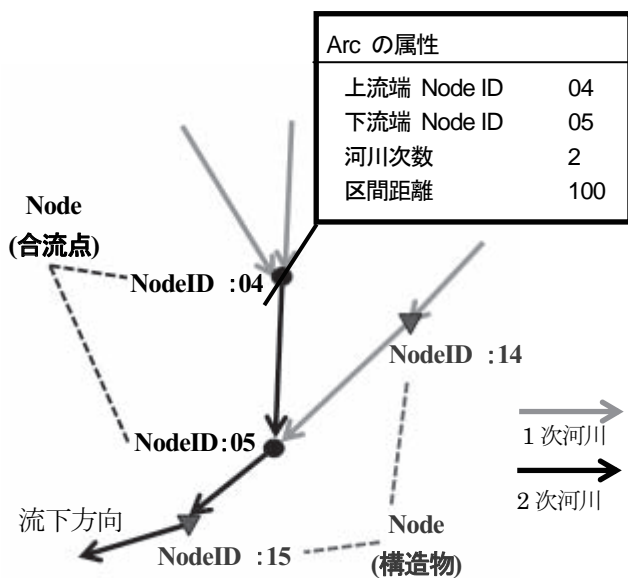 Arc の属性
上流端 Node ID 04
下流端 Node ID 05
河川次数 2
区間距離 100
Node
(合流点)
NodeID :04
NodeID :14
NodeID:05
1 次河川
2 次河川
流下方向
NodeID :15
Node
(構造物)